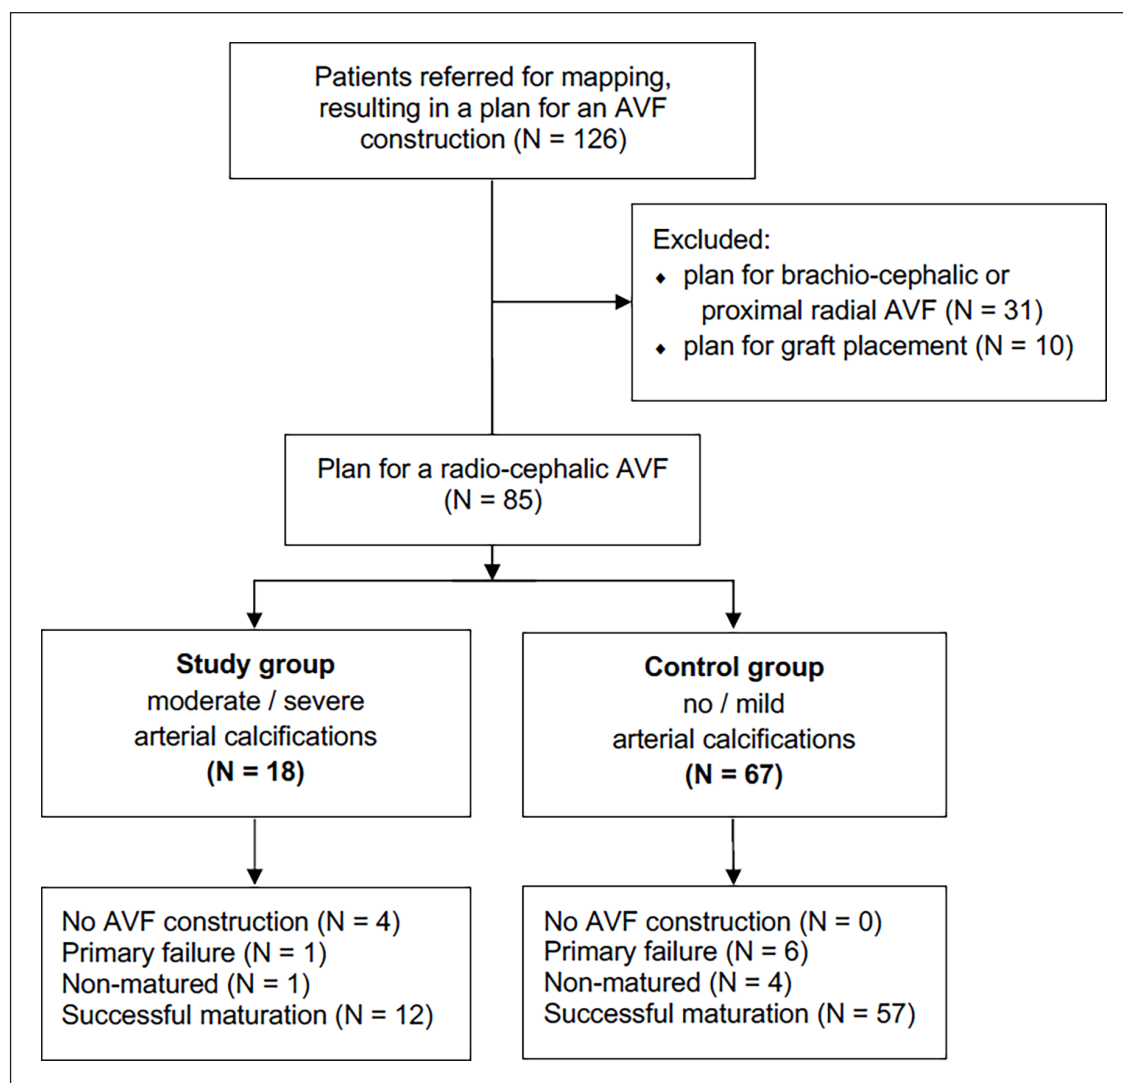 Patients referred for mapping,
resulting in a plan for an AVF
construction (N = 126)
Excluded:
⬥ plan for brachio-cephalic or
proximal radial AVF (N = 31)
⬥ plan for graft placement (N = 10)
Plan for a radio-cephalic AVF
(N = 85)
Study group
moderate / severe
arterial calcifications
(N = 18)
Control group
no / mild
arterial calcifications
(N = 67)
No AVF construction (N = 4)
Primary failure (N = 1)
Non-matured (N = 1)
Successful maturation (N = 12)
No AVF construction (N = 0)
Primary failure (N = 6)
Non-matured (N = 4)
Successful maturation (N = 57)